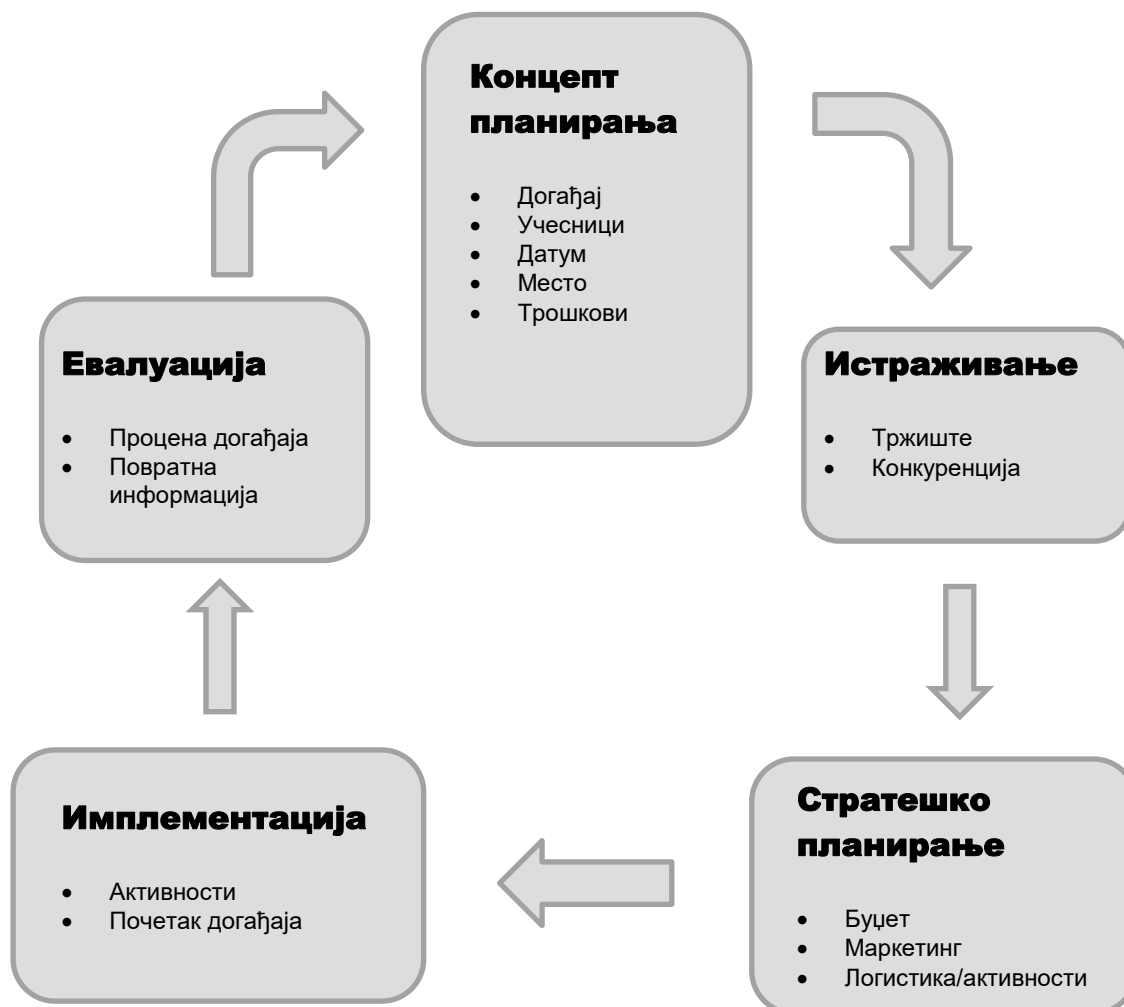 Концепт
планирања
• Догађај
• Учесници
• Датум
• Место
• Трошкови
Истраживање
• Тржиште
• Конкуренција
Стратешко
планирање
• Буџет
• Маркетинг
• Логистика/активности
Имплементација
• Активности
• Почетак догађаја
Евалуација
• Процена догађаја
• Повратна
информација